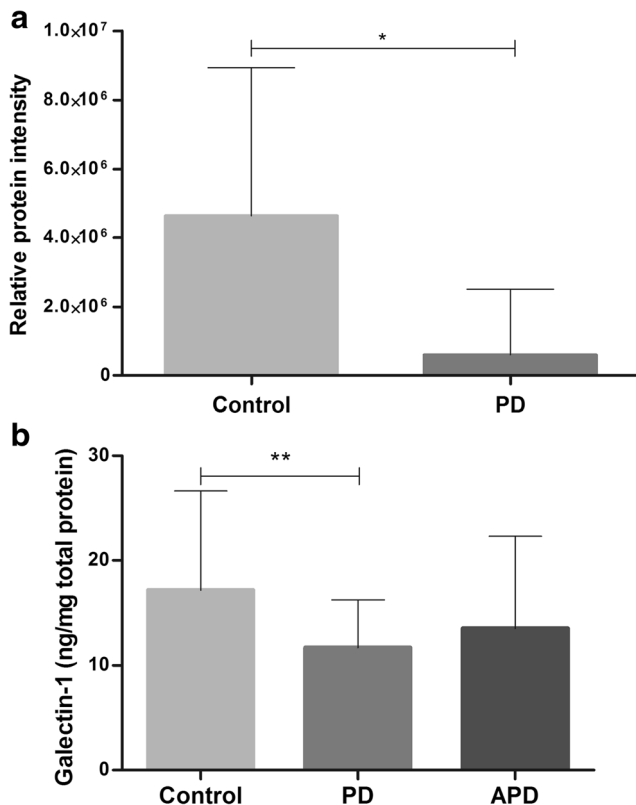 a
Relative protein intensity
1.0×10⁷
8.0×10⁶
6.0×10⁶
4.0×10⁶
2.0×10⁶
0
*
Control PD
b
Galectin-1 (ng/mg total protein)
30
20
10
0
**
Control PD APD